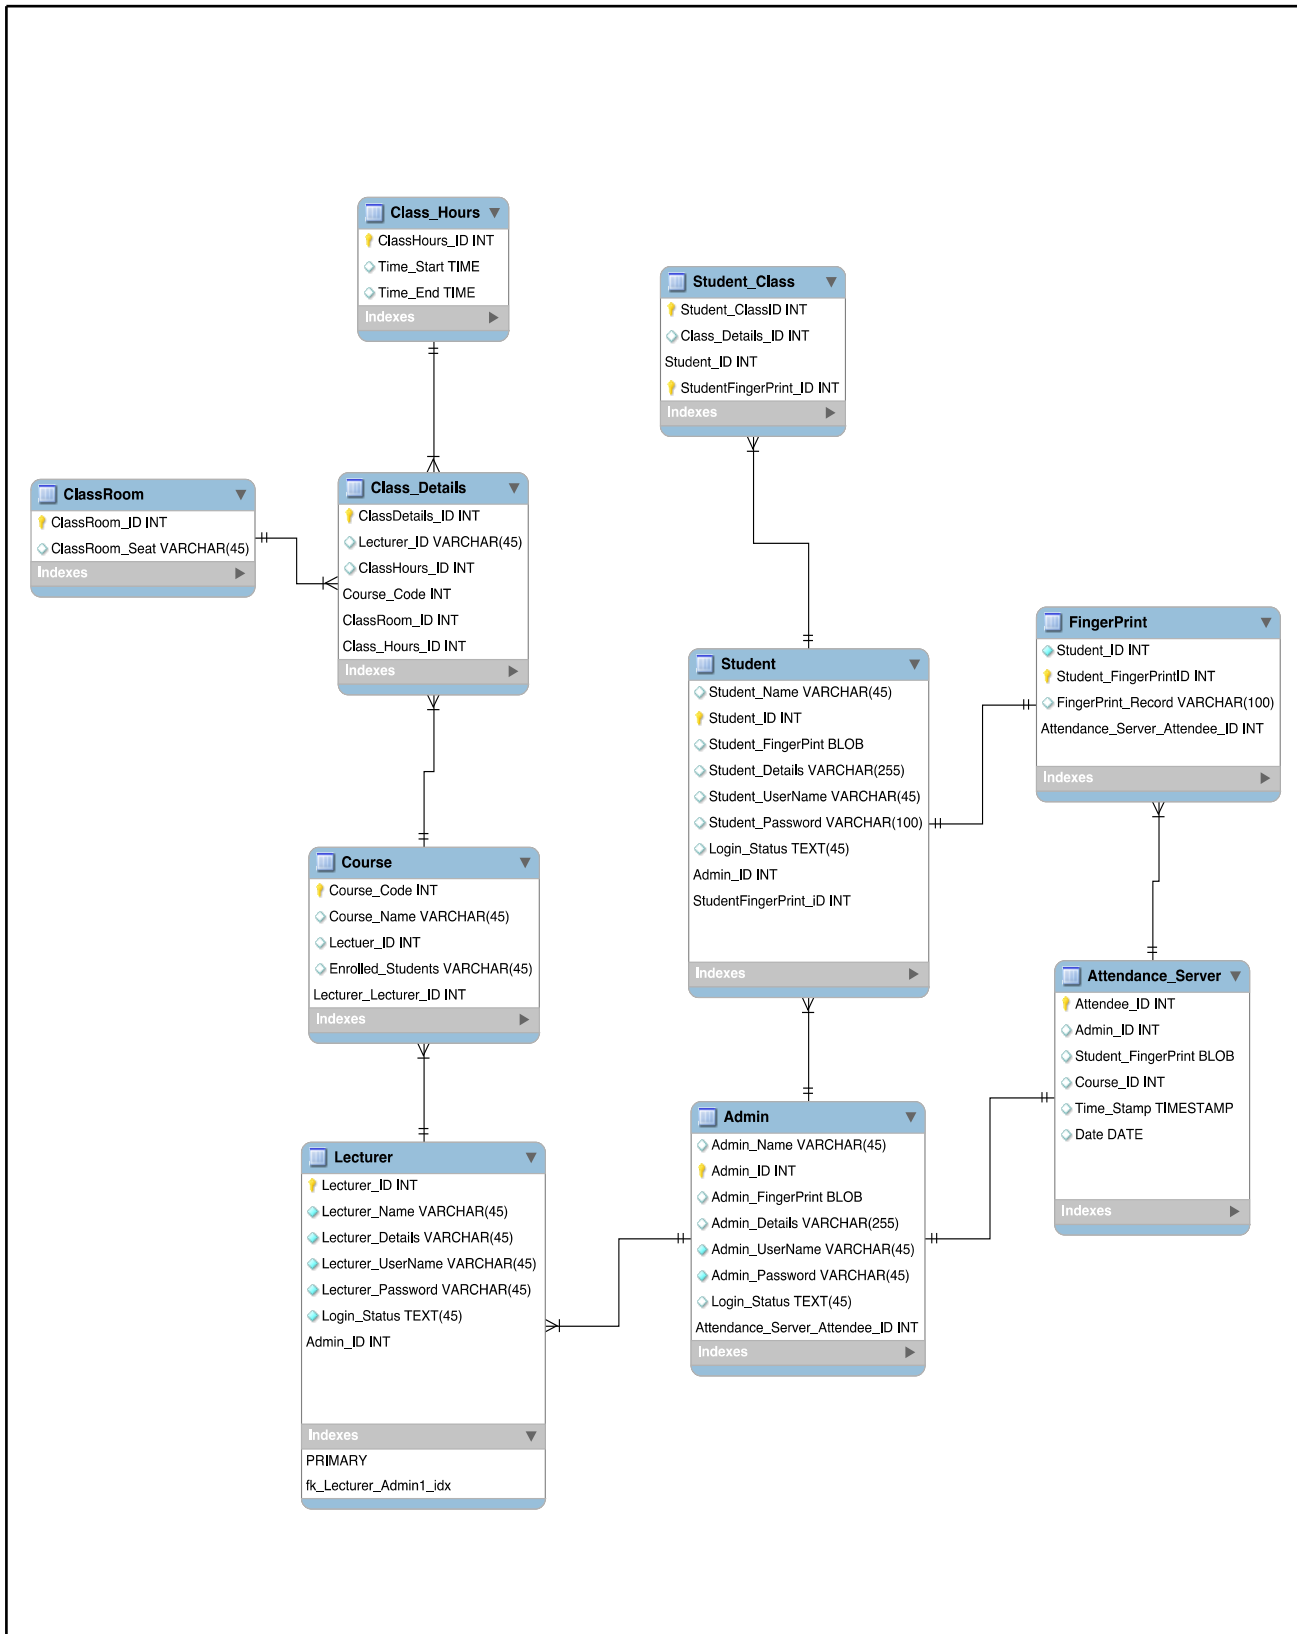 Class_Hours
ClassHours_ID INT
Time_Start TIME
Time_End TIME
Indexes
Student_Class
Student_ClassID INT
Class_Details_ID INT
Student_ID INT
StudentFingerPrint_ID INT
Indexes
ClassRoom
ClassRoom_ID INT
ClassRoom_Seat VARCHAR(45)
Indexes
Class_Details
ClassDetails_ID INT
Lecturer_ID VARCHAR(45)
ClassHours_ID INT
Course_Code INT
ClassRoom_ID INT
Class_Hours_ID INT
Indexes
Student
Student_Name VARCHAR(45)
Student_ID INT
Student_FingerPint BLOB
Student_Details VARCHAR(255)
Student_UserName VARCHAR(45)
Student_Password VARCHAR(100)
Login_Status TEXT(45)
Admin_ID INT
StudentFingerPrint_iD INT
Indexes
FingerPrint
Student_ID INT
Student_FingerPrintID INT
FingerPrint_Record VARCHAR(100)
Attendance_Server_Attendee_ID INT
Indexes
Course
Course_Code INT
Course_Name VARCHAR(45)
Lectuer_ID INT
Enrolled_Students VARCHAR(45)
Lecturer_Lecturer_ID INT
Indexes
Attendance_Server
Attendee_ID INT
Admin_ID INT
Student_FingerPrint BLOB
Course_ID INT
Time_Stamp TIMESTAMP
Date DATE
Indexes
Lecturer
Lecturer_ID INT
Lecturer_Name VARCHAR(45)
Lecturer_Details VARCHAR(45)
Lecturer_UserName VARCHAR(45)
Lecturer_Password VARCHAR(45)
Login_Status TEXT(45)
Admin_ID INT
Indexes
PRIMARY
fk_Lecturer_Admin1_idx
Admin
Admin_Name VARCHAR(45)
Admin_ID INT
Admin_FingerPrint BLOB
Admin_Details VARCHAR(255)
Admin_UserName VARCHAR(45)
Admin_Password VARCHAR(45)
Login_Status TEXT(45)
Attendance_Server_Attendee_ID INT
Indexes